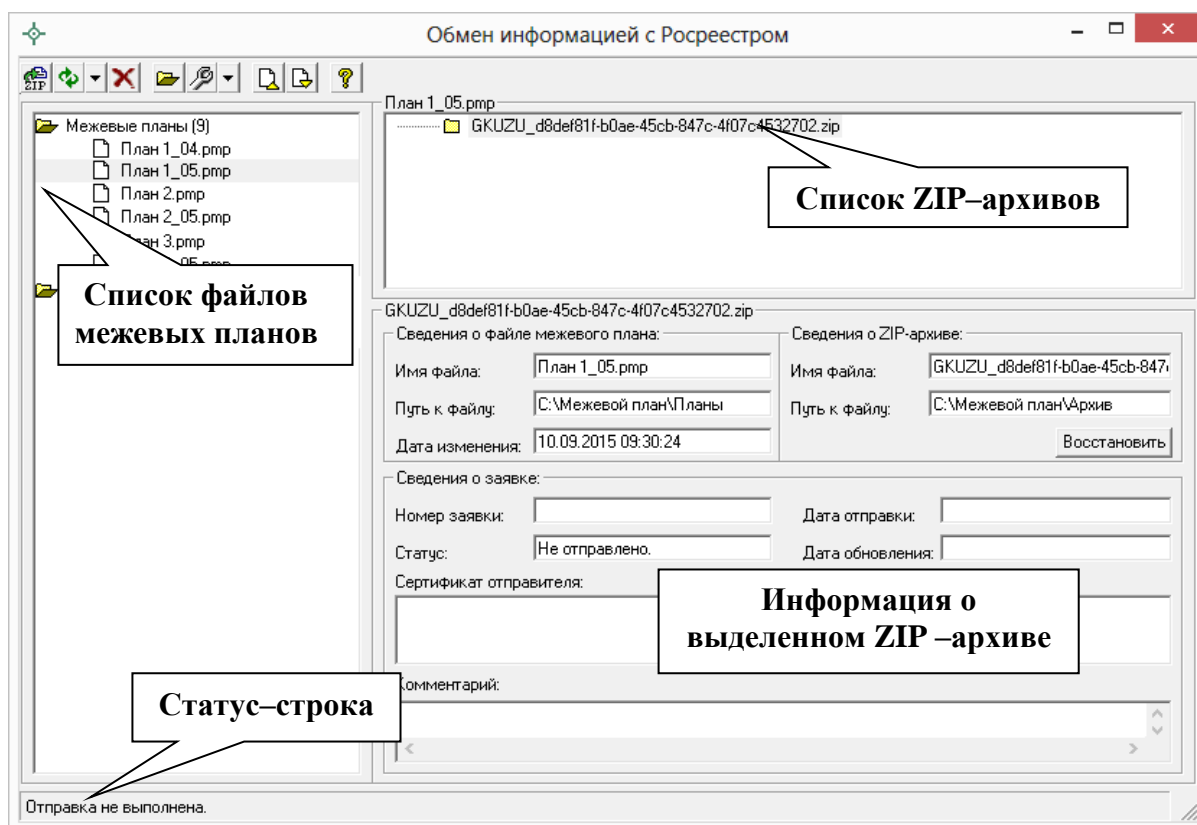 Обмен информацией с Росреестром
ZIP
План 1_05.pmp
Межевые планы (9)
План 1_04.pmp
План 1_05.pmp
План 2.pmp
План 2_05.pmp
План 3.pmp
05.pmp
GKUZU_d8def81f-b0ae-45cb-847c-4f07c4532702.zip
Список ZIP–архивов
Список файлов
межевых планов
GKUZU_d8def81f-b0ae-45cb-847c-4f07c4532702.zip
Сведения о файле межевого плана:
Имя файла: План 1_05.pmp
Путь к файлу: C:\Межевой план\Планы
Дата изменения: 10.09.2015 09:30:24
Сведения о ZIP-архиве:
Имя файла: GKUZU_d8def81f-b0ae-45cb-847
Путь к файлу: C:\Межевой план\Архив
Восстановить
Сведения о заявке:
Номер заявки:
Дата отправки:
Статус: Не отправлено.
Дата обновления:
Сертификат отправителя:
Информация о
выделенном ZIP –архиве
Комментарий:
Статус–строка
Отправка не выполнена.